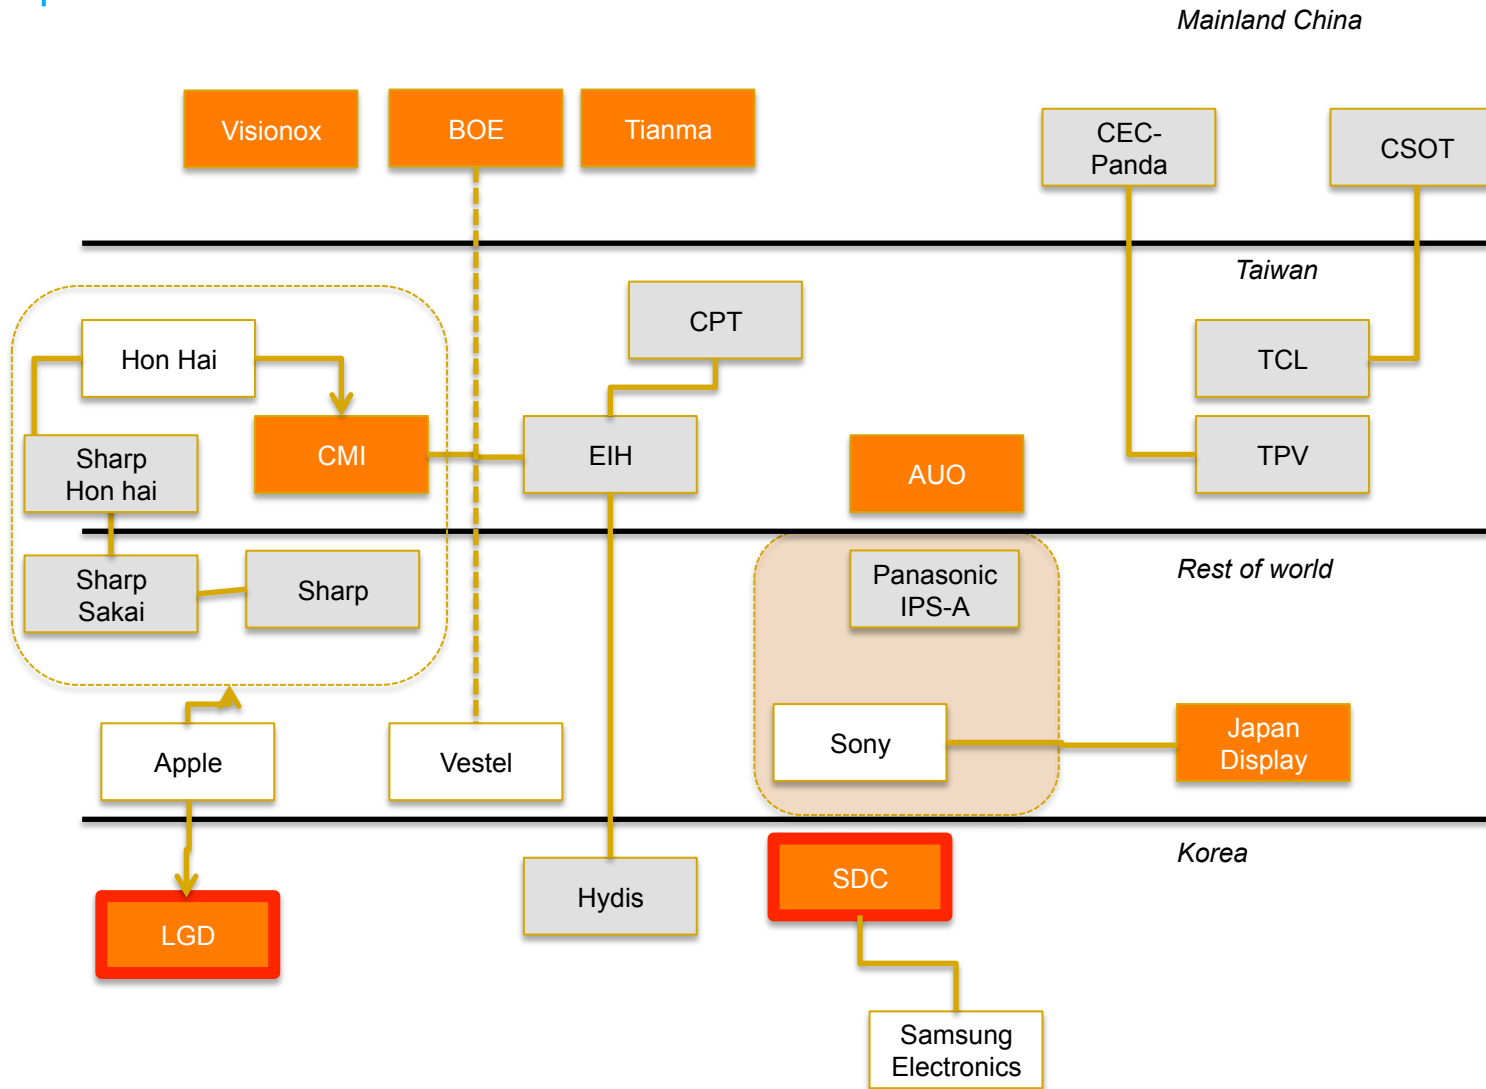 Mainland China
Visionox
BOE
Tianma
CEC-
Panda
CSOT
Taiwan
CPT
Hon Hai
TCL
Sharp
Hon hai
CMI
EIH
AUO
TPV
Sharp
Sakai
Sharp
Panasonic
IPS-A
Rest of world
Apple
Vestel
Sony
Japan
Display
Korea
LGD
Hydis
SDC
Samsung
Electronics